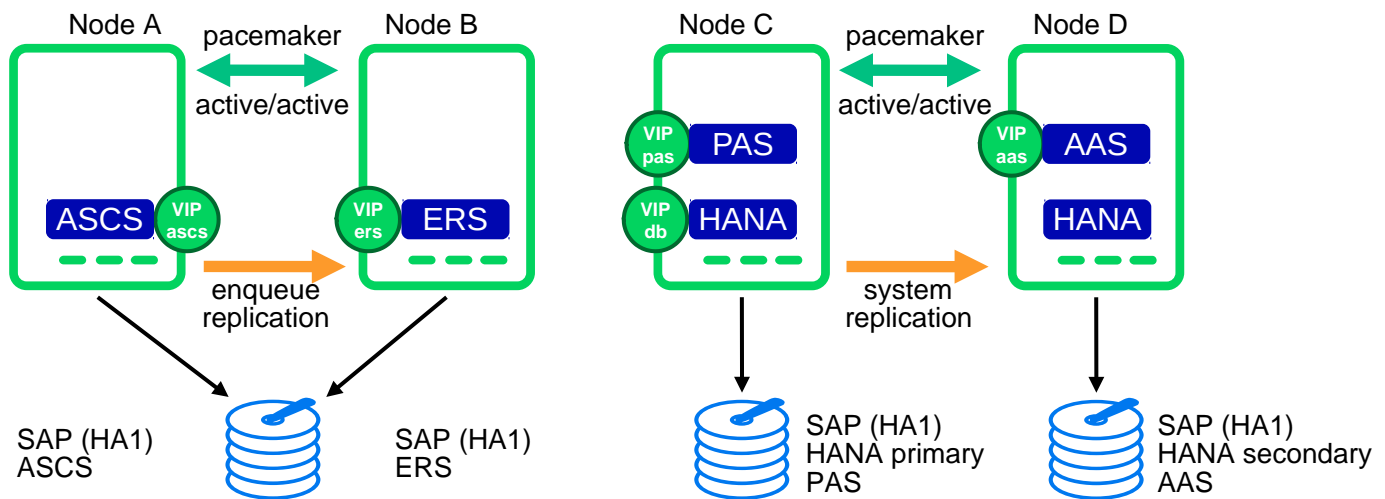 Node A
pacemaker
active/active
Node B
ASCS
VIP
ascs
VIP
ers
ERS
enqueue
replication
SAP (HA1)
ASCS
SAP (HA1)
ERS
Node C
pacemaker
active/active
Node D
VIP
pas
PAS
VIP
aas
AAS
VIP
db
HANA
HANA
system
replication
SAP (HA1)
HANA primary
PAS
SAP (HA1)
HANA secondary
AAS